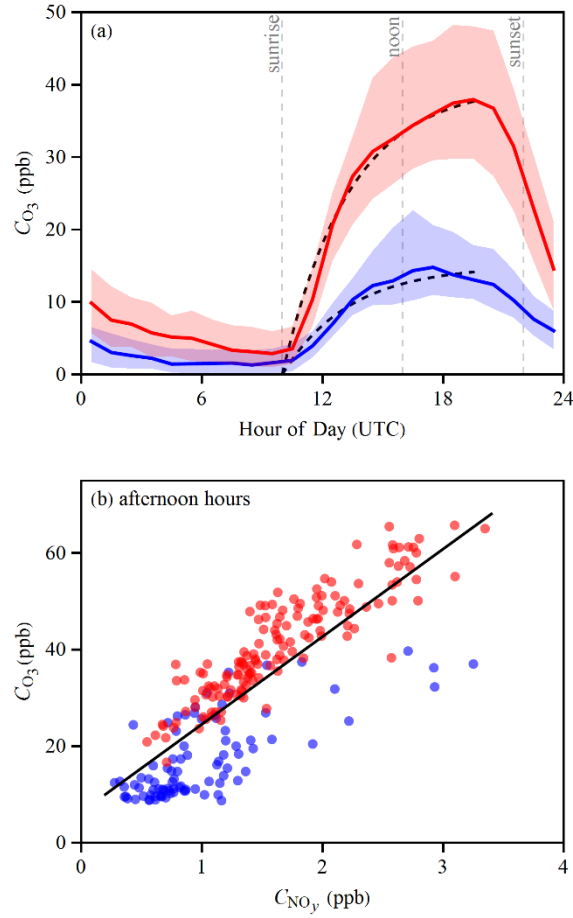 (a)
sunrise
noon
sunset
50
40
30
20
10
0
C_O₃ (ppb)
0 6 12 18 24
Hour of Day (UTC)
(b) afternoon hours
60
40
20
0
C_O₃ (ppb)
0 1 2 3 4
C_NOᵧ (ppb)